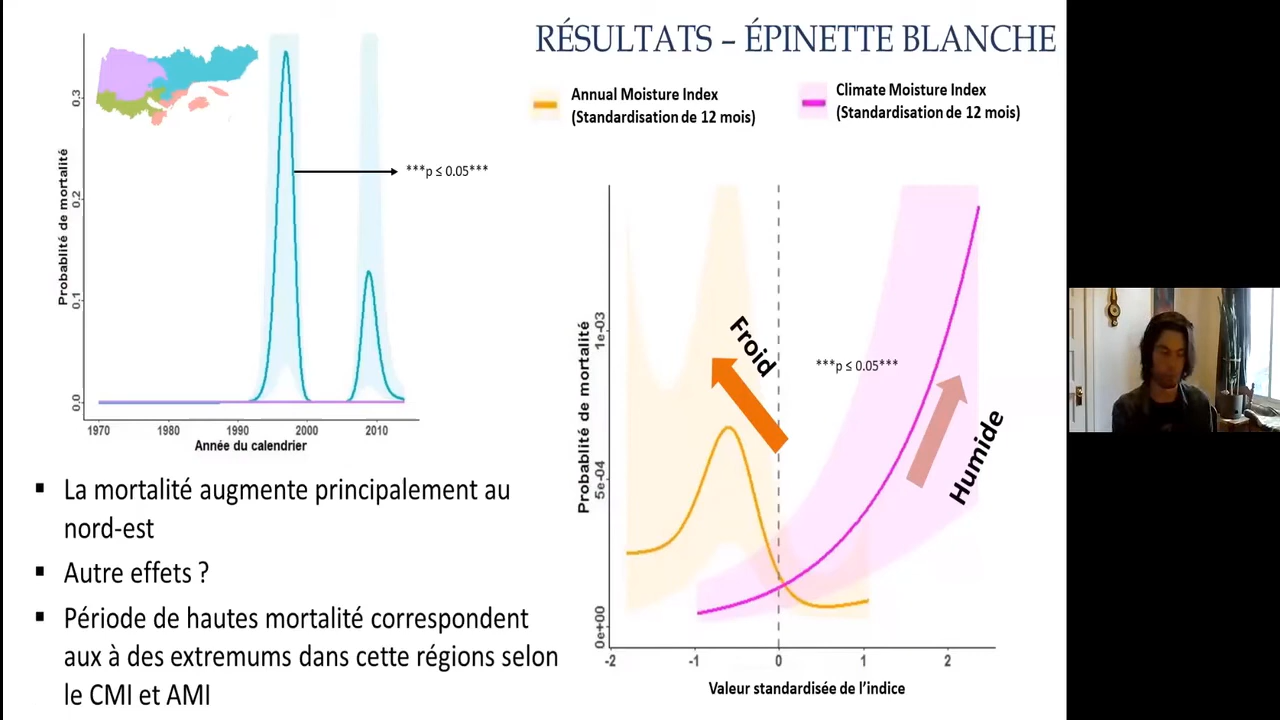 RÉSULTATS – ÉPINETTE BLANCHE
Annual Moisture Index
(Standardisation de 12 mois)
Climate Moisture Index
(Standardisation de 12 mois)
Probablité de mortalité
0,3
0,2
0,1
0,0
***p ≤ 0.05***
1970 1980 1990 2000 2010
Année du calendrier
▪ La mortalité augmente principalement au
nord-est
▪ Autre effets ?
▪ Période de hautes mortalité correspondent
aux à des extremums dans cette régions selon
le CMI et AMI
Probablité de mortalité
1e-03
5e-04
0e+00
Froid
***p ≤ 0.05***
Humide
-2 -1 0 1 2
Valeur standardisée de l'indice